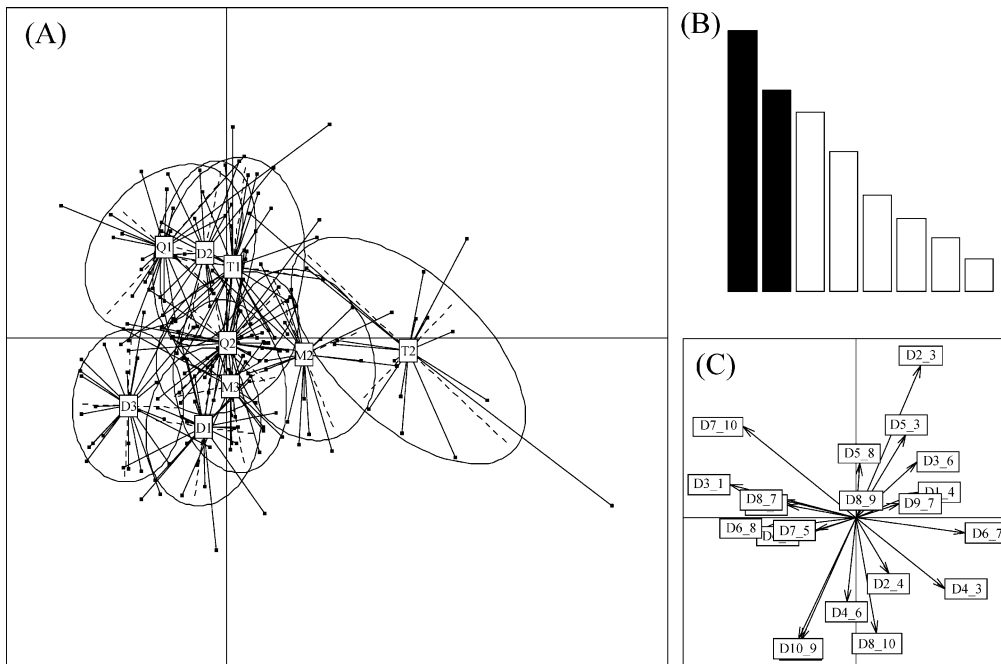 (A)
Q1
D2
T1
Q2
M2
T2
M3
D3
D1
(B)
(C)
D2_3
D7_10
D5_3
D5_8
D3_6
D3_1
D1_4
D8_7
D8_9
D9_7
D6_8
D7_5
D6_7
D2_4
D4_3
D4_6
D8_10
D10_9